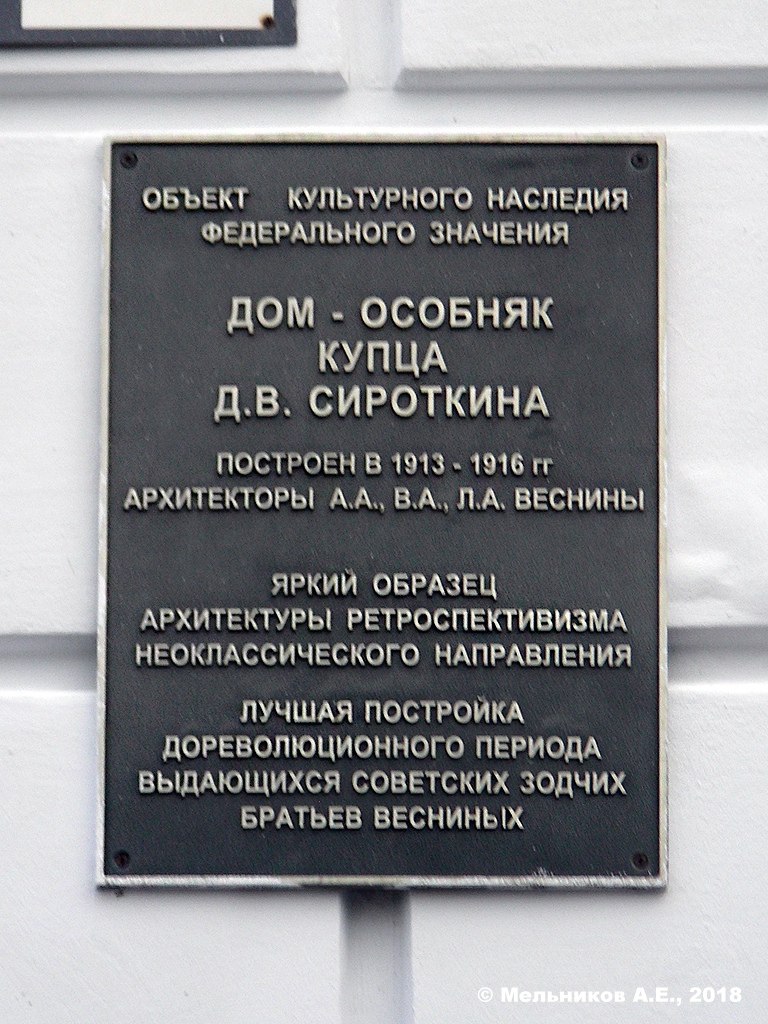 ОБЪЕКТ КУЛЬТУРНОГО НАСЛЕДИЯ
ФЕДЕРАЛЬНОГО ЗНАЧЕНИЯ
ДОМ - ОСОБНЯК
КУПЦА
Д.В. СИРОТКИНА
ПОСТРОЕН В 1913 - 1916 гг
АРХИТЕКТОРЫ А.А., В.А., Л.А. ВЕСНИНЫ
ЯРКИЙ ОБРАЗЕЦ
АРХИТЕКТУРЫ РЕТРОСПЕКТИВИЗМА
НЕОКЛАССИЧЕСКОГО НАПРАВЛЕНИЯ
ЛУЧШАЯ ПОСТРОЙКА
ДОРЕВОЛЮЦИОННОГО ПЕРИОДА
ВЫДАЮЩИХСЯ СОВЕТСКИХ ЗОДЧИХ
БРАТЬЕВ ВЕСНИНЫХ
© Мельников А.Е., 2018